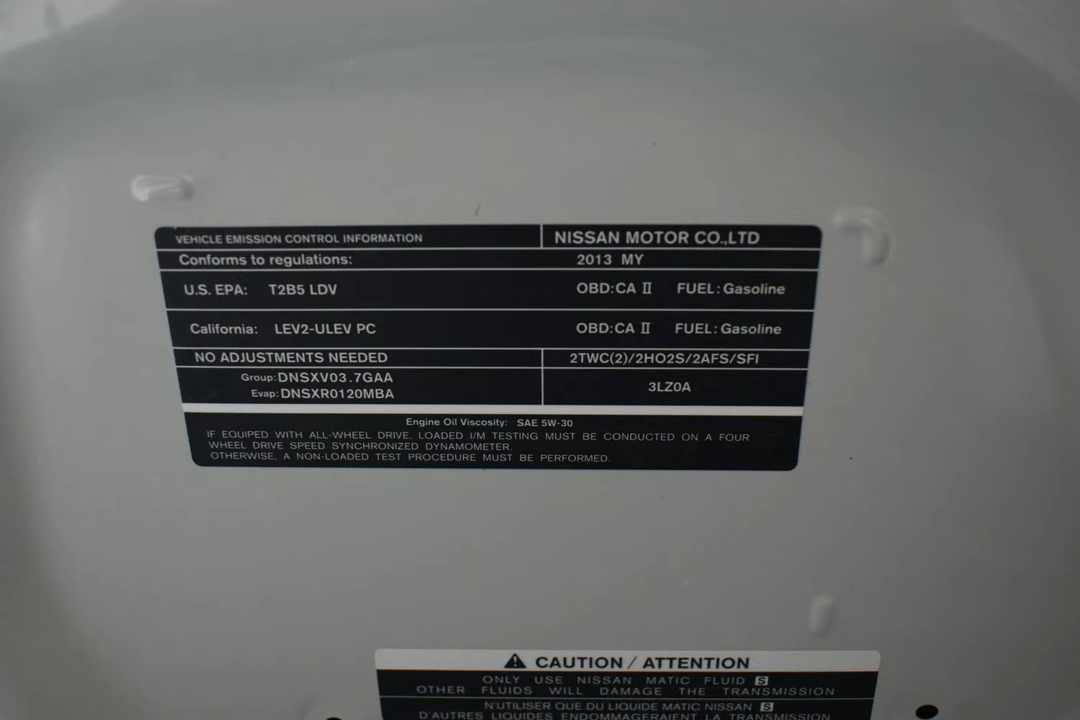 VEHICLE EMISSION CONTROL INFORMATION NISSAN MOTOR CO.,LTD
Conforms to regulations: 2013 MY
U.S. EPA: T2B5 LDV OBD:CA II FUEL:Gasoline
California: LEV2-ULEV PC OBD:CA II FUEL:Gasoline
NO ADJUSTMENTS NEEDED 2TWC(2)/2HO2S/2AFS/SFI
Group:DNSXV03.7GAA
3LZ0A
Evap:DNSXR0120MBA
Engine Oil Viscosity: SAE 5W-30
IF EQUIPED WITH ALL-WHEEL DRIVE, LOADED I/M TESTING MUST BE CONDUCTED ON A FOUR
WHEEL DRIVE SPEED SYNCHRONIZED DYNAMOMETER.
OTHERWISE, A NON-LOADED TEST PROCEDURE MUST BE PERFORMED.
CAUTION / ATTENTION
ONLY USE NISSAN MATIC FLUID S
OTHER FLUIDS WILL DAMAGE THE TRANSMISSION
N'UTILISER QUE DU LIQUIDE MATIC NISSAN S
D'AUTRES LIQUIDES ENDOMMAGERAIENT LA TRANSMISSION